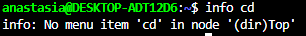 anastasia@DESKTOP-ADT12D6:~$ info cd
info: No menu item 'cd' in node '(dir)Top'